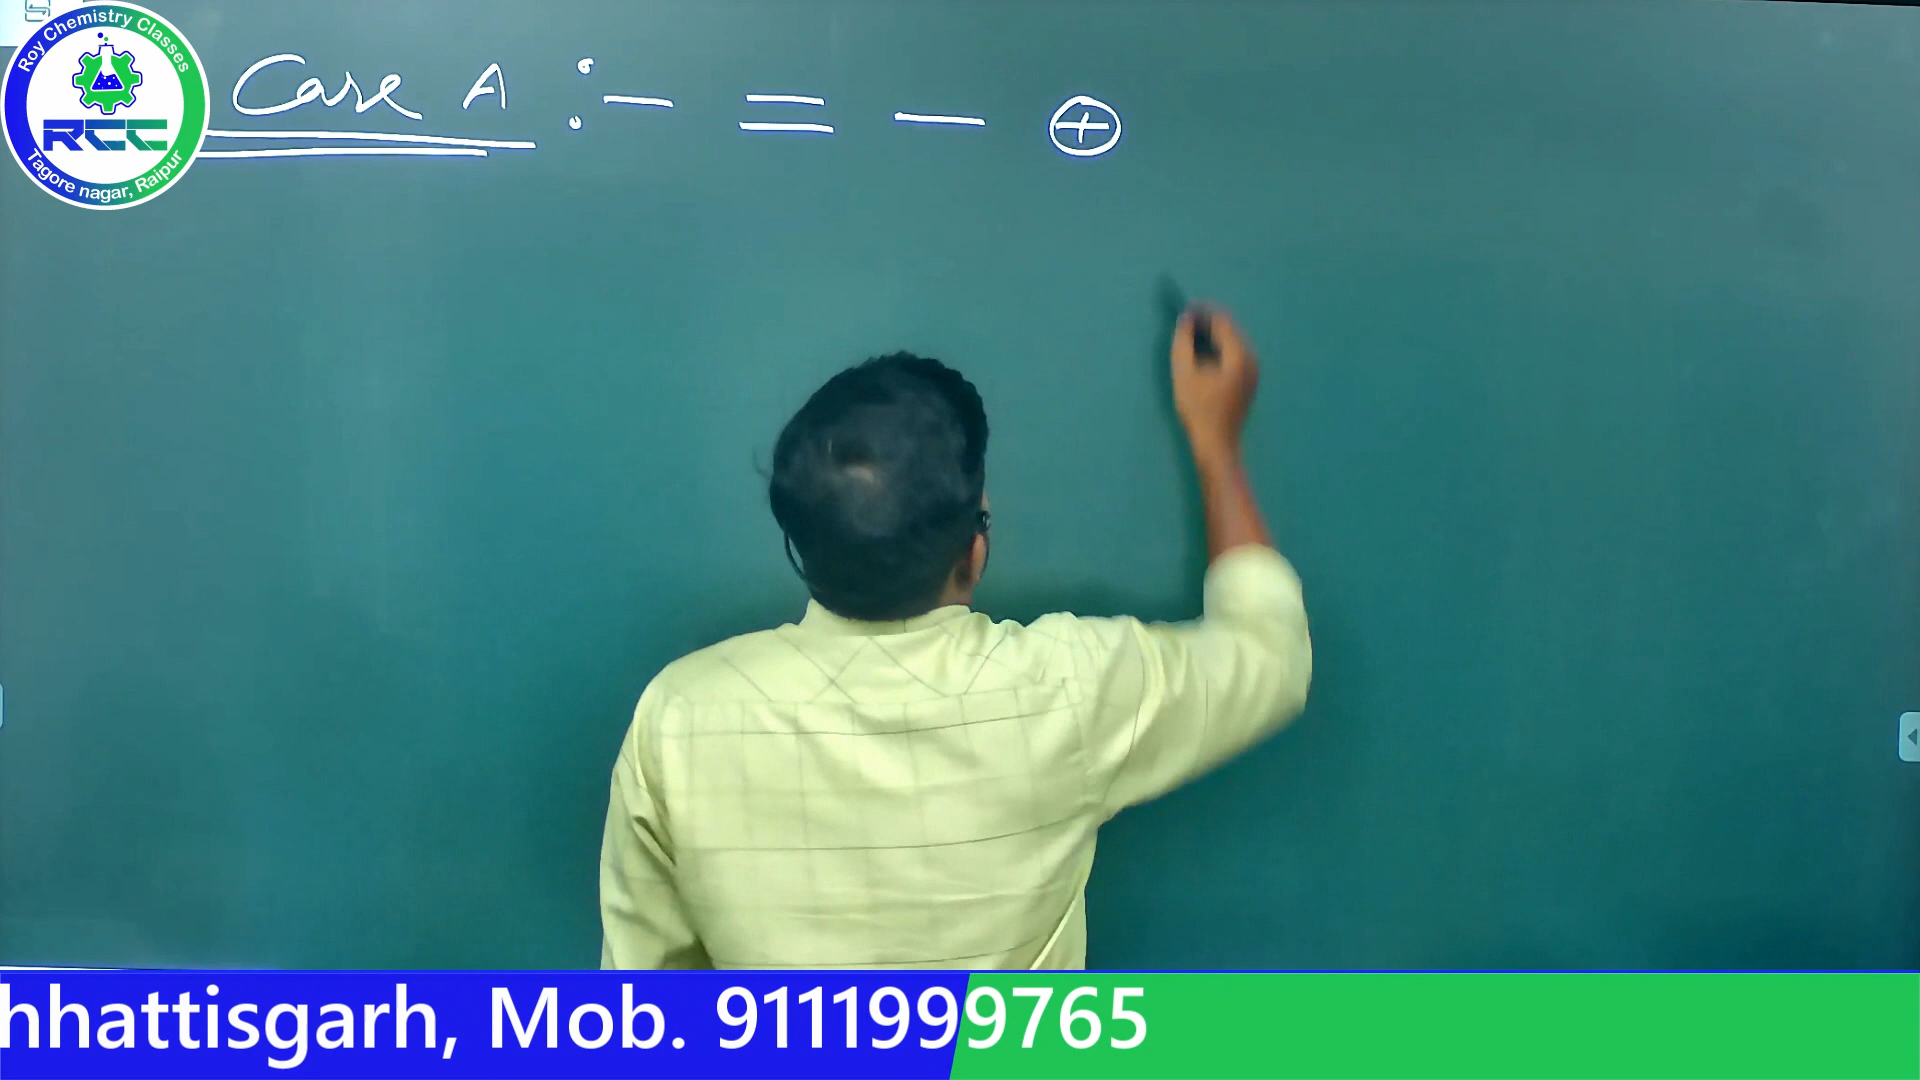 Roy Chemistry Classes
RCC
Tagore nagar, Raipur
Case A :- = - ⊕
hhattisgarh, Mob. 9111999765